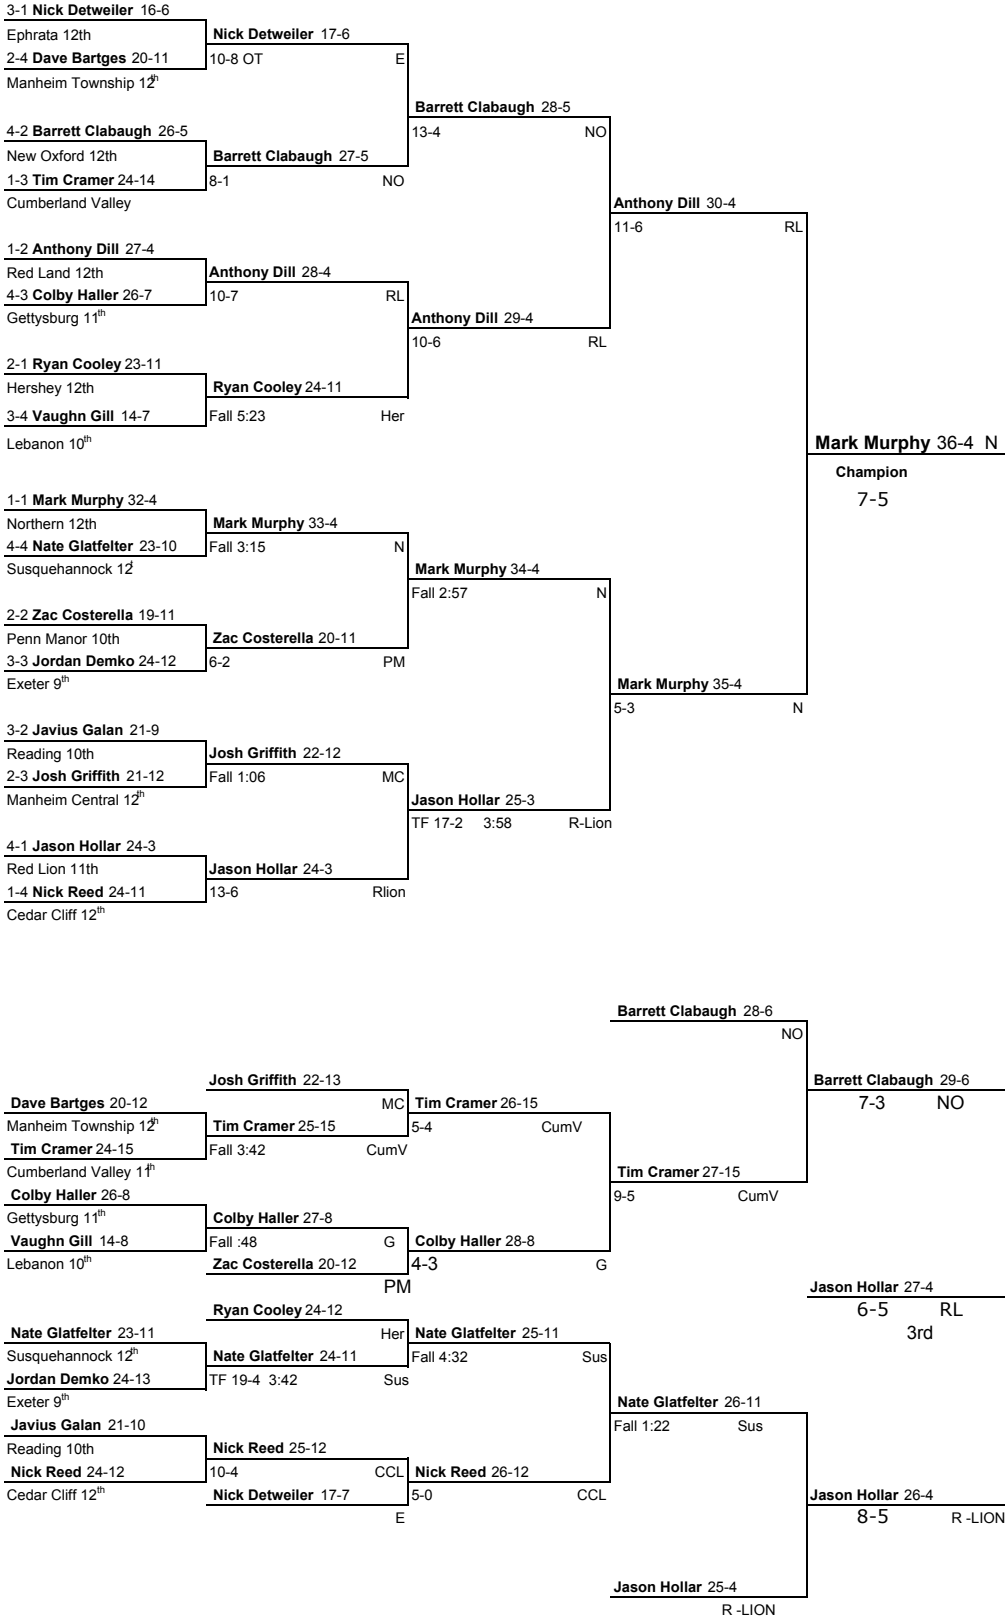 3-1 Nick Detweiler 16-6
Ephrata 12th
2-4 Dave Bartges 20-11
Manheim Township 12th
Nick Detweiler 17-6
10-8 OT E
4-2 Barrett Clabaugh 26-5
New Oxford 12th
1-3 Tim Cramer 24-14
Cumberland Valley
Barrett Clabaugh 27-5
8-1 NO
Barrett Clabaugh 28-5
13-4 NO
1-2 Anthony Dill 27-4
Red Land 12th
4-3 Colby Haller 26-7
Gettysburg 11th
Anthony Dill 28-4
10-7 RL
2-1 Ryan Cooley 23-11
Hershey 12th
3-4 Vaughn Gill 14-7
Lebanon 10th
Ryan Cooley 24-11
Fall 5:23 Her
Anthony Dill 29-4
10-6 RL
Anthony Dill 30-4
11-6 RL
1-1 Mark Murphy 32-4
Northern 12th
4-4 Nate Glatfelter 23-10
Susquehannock 12t
Mark Murphy 33-4
Fall 3:15 N
2-2 Zac Costerella 19-11
Penn Manor 10th
3-3 Jordan Demko 24-12
Exeter 9th
Zac Costerella 20-11
6-2 PM
Mark Murphy 34-4
Fall 2:57 N
3-2 Javius Galan 21-9
Reading 10th
2-3 Josh Griffith 21-12
Manheim Central 12th
Josh Griffith 22-12
Fall 1:06 MC
4-1 Jason Hollar 24-3
Red Lion 11th
1-4 Nick Reed 24-11
Cedar Cliff 12th
Jason Hollar 24-3
13-6 Rlion
Jason Hollar 25-3
TF 17-2 3:58 R-Lion
Mark Murphy 35-4
5-3 N
Mark Murphy 36-4 N
Champion
7-5
Barrett Clabaugh 28-6
NO
Josh Griffith 22-13
MC
Dave Bartges 20-12
Manheim Township 12th
Tim Cramer 24-15
Cumberland Valley 11th
Tim Cramer 25-15
Fall 3:42 CumV
Tim Cramer 26-15
5-4 CumV
Colby Haller 26-8
Gettysburg 11th
Vaughn Gill 14-8
Lebanon 10th
Colby Haller 27-8
Fall :48 G
Zac Costerella 20-12
PM
Colby Haller 28-8
4-3 G
Tim Cramer 27-15
9-5 CumV
Barrett Clabaugh 29-6
7-3 NO
Jason Hollar 27-4
6-5 RL
3rd
Ryan Cooley 24-12
Her
Nate Glatfelter 23-11
Susquehannock 12th
Jordan Demko 24-13
Exeter 9th
Nate Glatfelter 24-11
TF 19-4 3:42 Sus
Nate Glatfelter 25-11
Fall 4:32 Sus
Javius Galan 21-10
Reading 10th
Nick Reed 24-12
Cedar Cliff 12th
Nick Reed 25-12
10-4 CCL
Nick Detweiler 17-7
E
Nick Reed 26-12
5-0 CCL
Nate Glatfelter 26-11
Fall 1:22 Sus
Jason Hollar 26-4
8-5 R -LION
Jason Hollar 25-4
R -LION